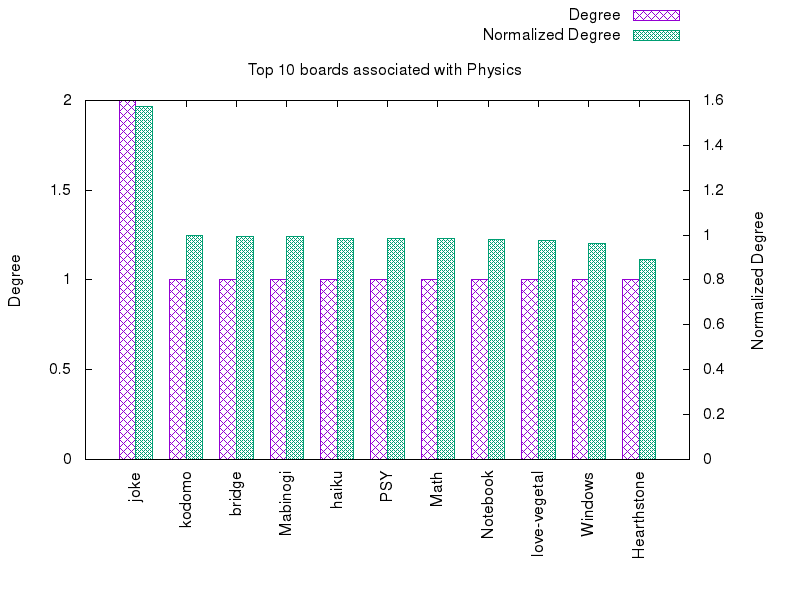 Degree
Normalized Degree
Top 10 boards associated with Physics
2
1.5
1
0.5
0
Degree
1.6
1.4
1.2
1
0.8
0.6
0.4
0.2
0
Normalized Degree
joke
kodomo
bridge
Mabinogi
haiku
PSY
Math
Notebook
love-vegetal
Windows
Hearthstone